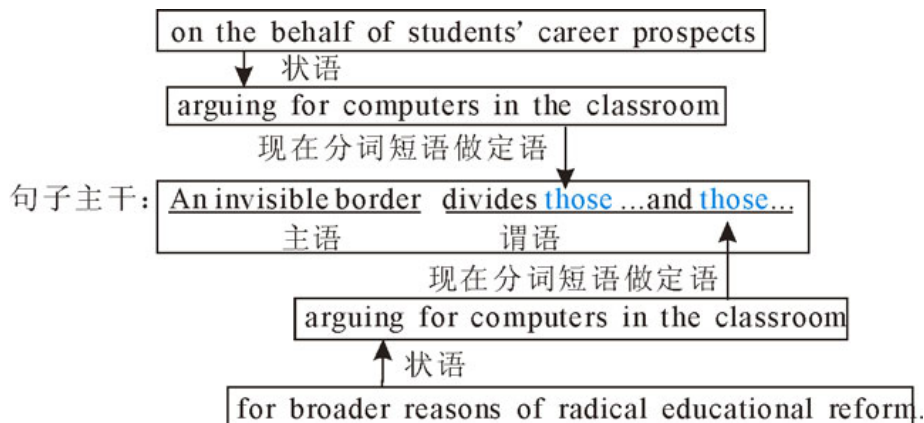 on the behalf of students’ career prospects
状语
arguing for computers in the classroom
现在分词短语做定语
句子主干: An invisible border divides those ...and those...
主语 谓语
现在分词短语做定语
arguing for computers in the classroom
状语
for broader reasons of radical educational reform.